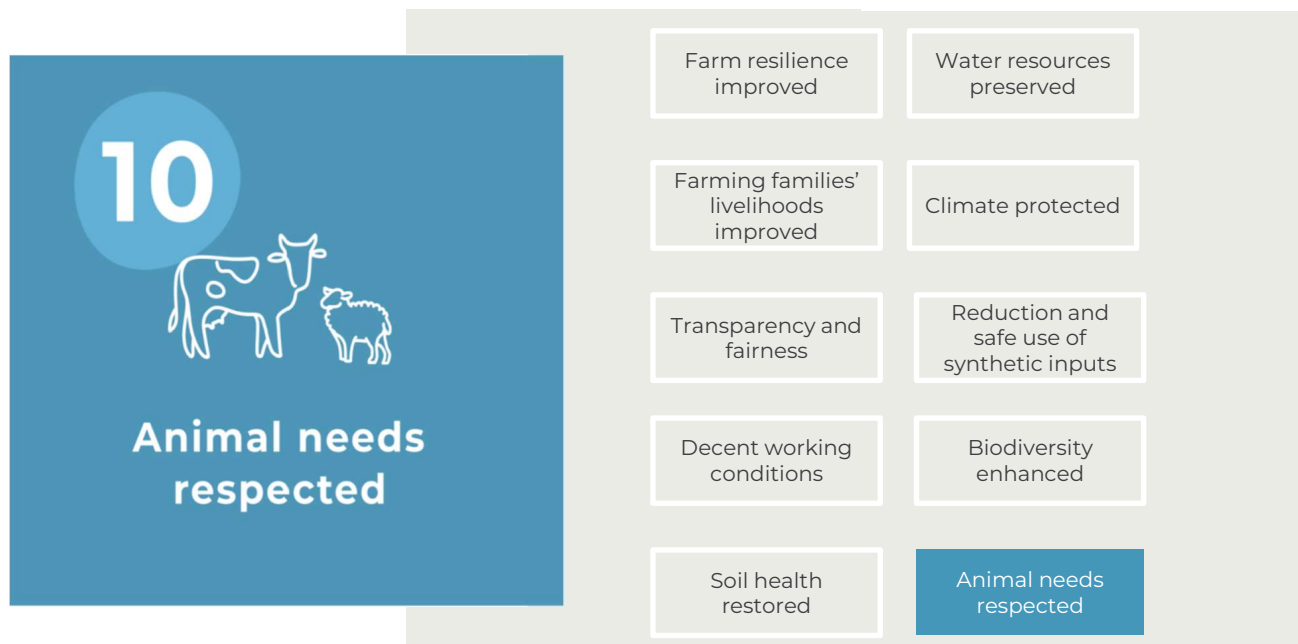 10
Animal needs
respected
Farm resilience
improved
Water resources
preserved
Farming families’
livelihoods
improved
Climate protected
Transparency and
fairness
Reduction and
safe use of
synthetic inputs
Decent working
conditions
Biodiversity
enhanced
Soil health
restored
Animal needs
respected